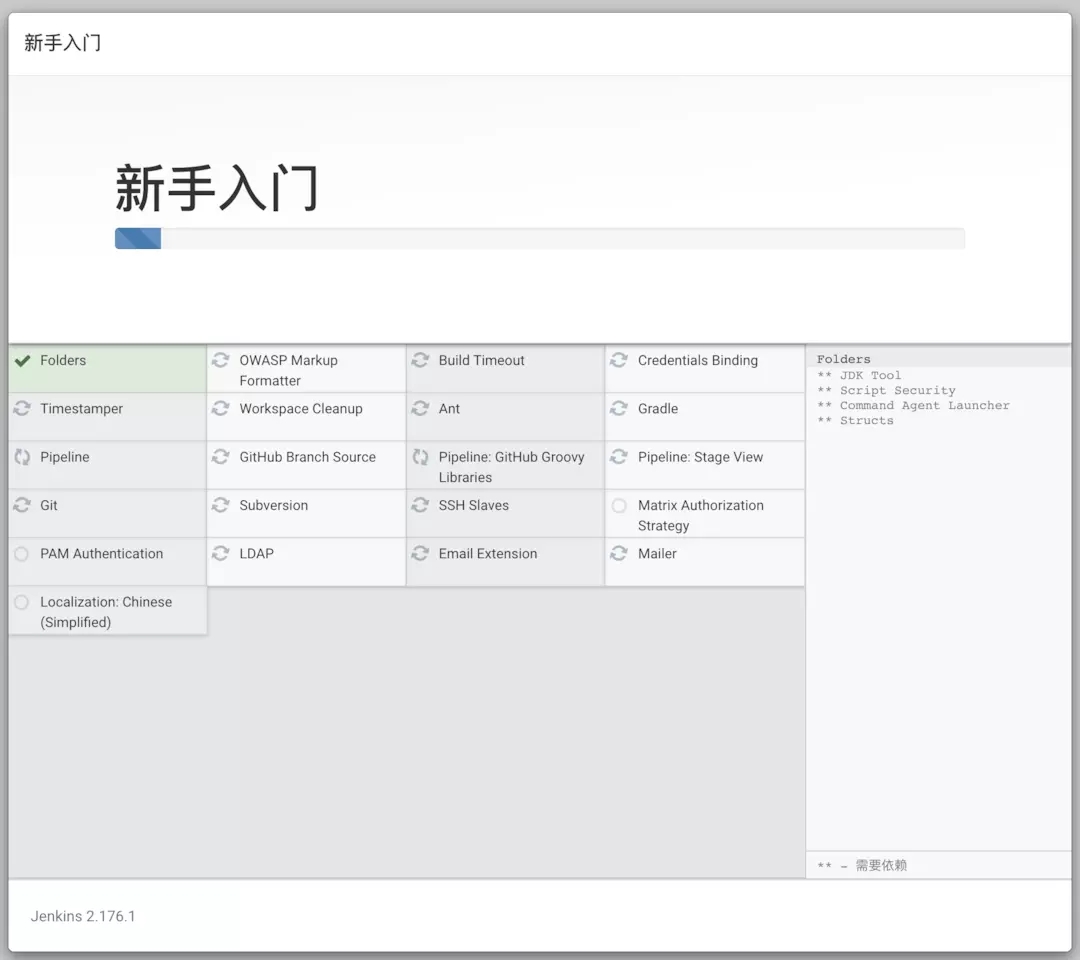 新手入门
新手入门
Folders
OWASP Markup
Formatter
Build Timeout
Credentials Binding
Timestamper
Workspace Cleanup
Ant
Gradle
Pipeline
GitHub Branch Source
Pipeline: GitHub Groovy
Libraries
Pipeline: Stage View
Git
Subversion
SSH Slaves
Matrix Authorization
Strategy
PAM Authentication
LDAP
Email Extension
Mailer
Localization: Chinese
(Simplified)
Folders
** JDK Tool
** Script Security
** Command Agent Launcher
** Structs
** - 需要依赖
Jenkins 2.176.1